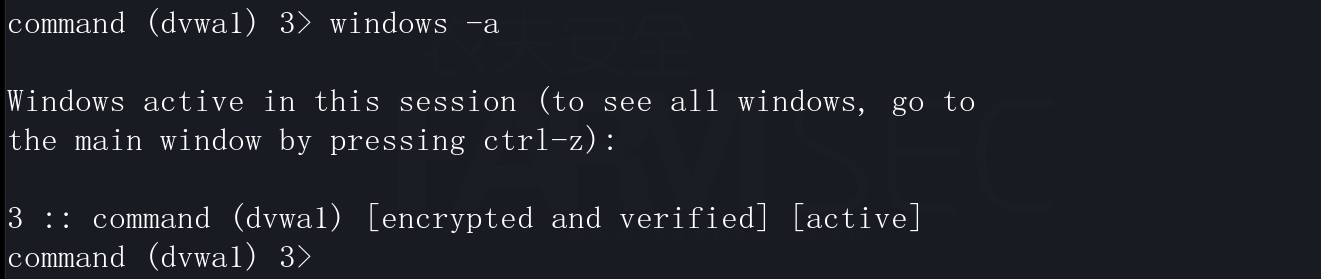 command (dvwa1) 3> windows -a
Windows active in this session (to see all windows, go to
the main window by pressing ctrl-z):
3 :: command (dvwa1) [encrypted and verified] [active]
command (dvwa1) 3>